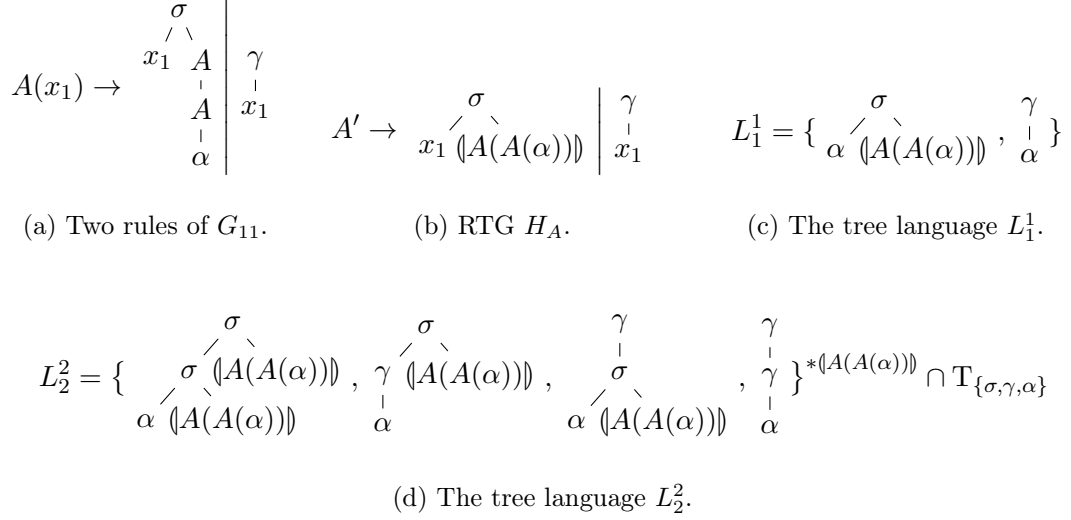 A(x₁) → σ | γ
x₁ A x₁
A
α
(a) Two rules of G₁₁.
A′ → σ | γ
x₁ ⦇A(A(α))⦈ x₁
(b) RTG H_A.
L₁¹ = { σ , γ }
α ⦇A(A(α))⦈ α
(c) The tree language L₁¹.
L₂² = { σ , σ , γ , γ }*⦇A(A(α))⦈ ∩ T_{σ,γ,α}
σ ⦇A(A(α))⦈ γ ⦇A(A(α))⦈ σ γ
α ⦇A(A(α))⦈ α α ⦇A(A(α))⦈ α
(d) The tree language L₂².